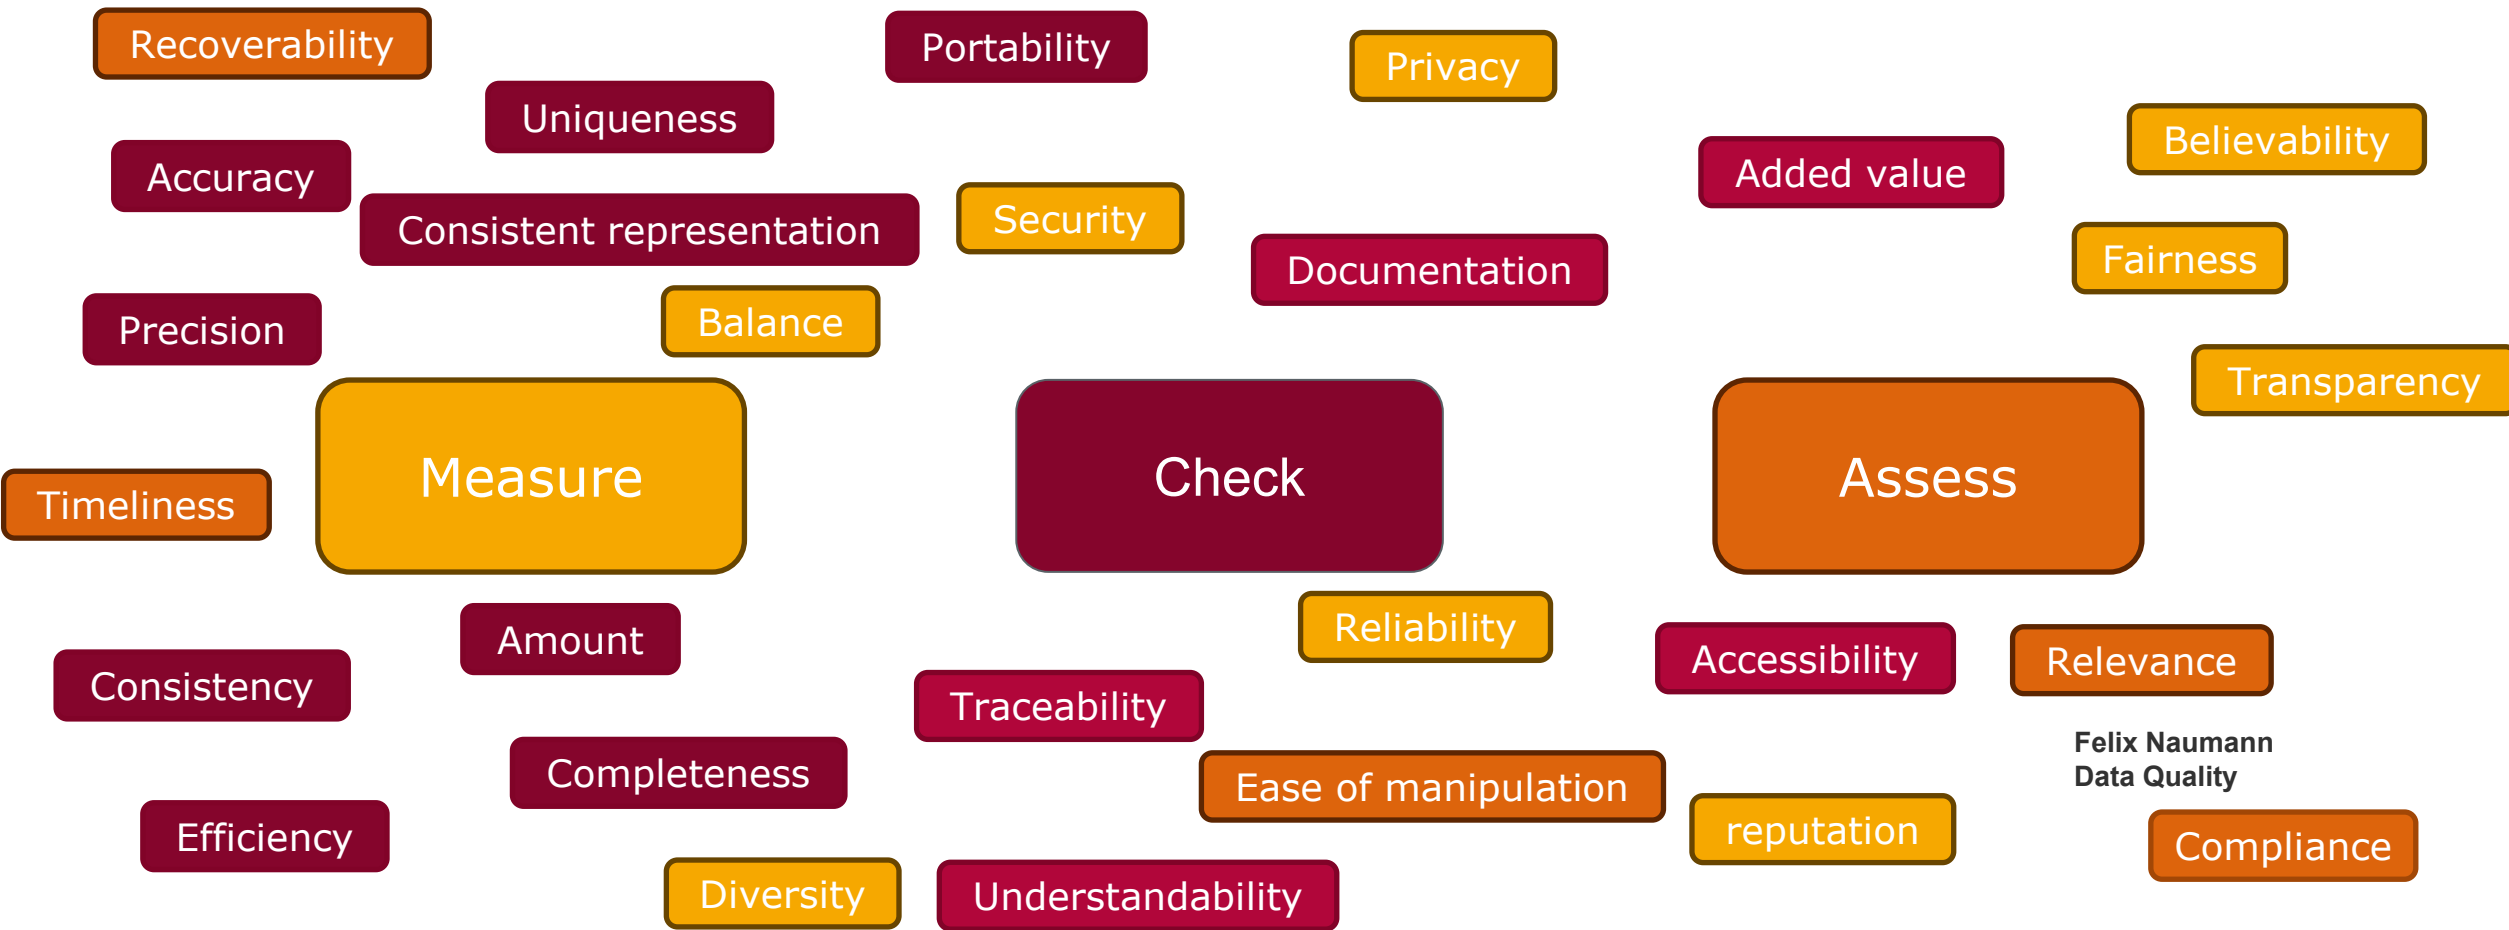 Recoverability
Portability
Privacy
Uniqueness
Believability
Accuracy
Added value
Security
Consistent representation
Fairness
Documentation
Precision
Balance
Transparency
Measure
Check
Assess
Timeliness
Reliability
Amount
Accessibility
Relevance
Consistency
Traceability
Felix Naumann
Data Quality
Completeness
Ease of manipulation
reputation
Efficiency
Compliance
Diversity
Understandability